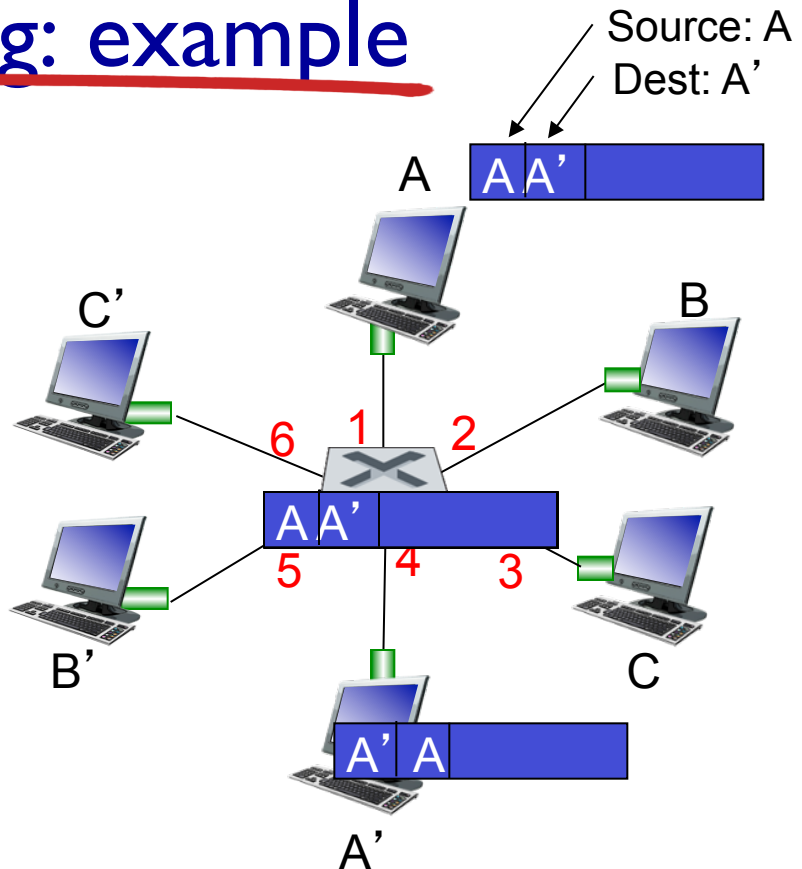 g: example
Source: A
Dest: A’
A
A A’
C’
B
6
1
2
A A’
5
4
3
B’
C
A’ A
A’